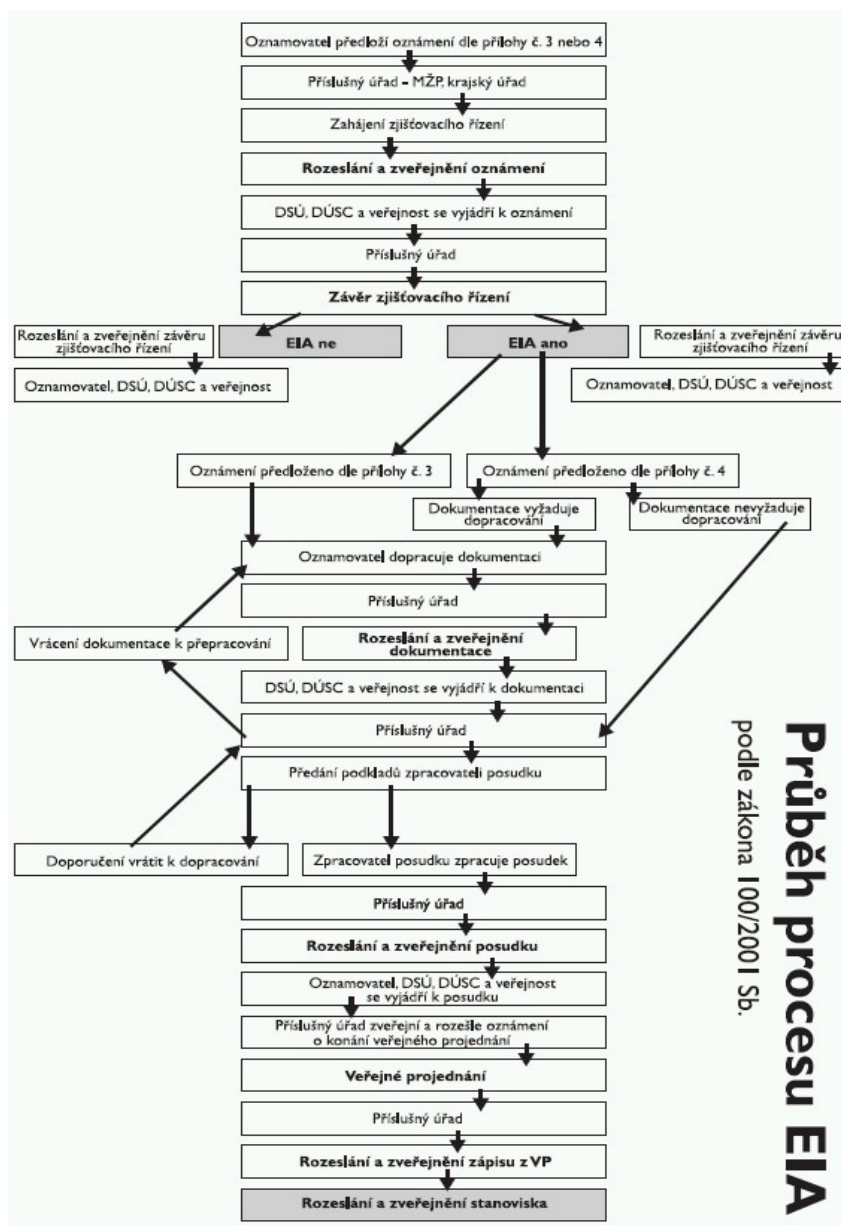 Oznamovatel předloží oznámení dle přílohy č. 3 nebo 4
Příslušný úřad – MŽP, krajský úřad
Zahájení zjišťovacího řízení
Rozeslání a zveřejnění oznámení
DSÚ, DÚSC a veřejnost se vyjádří k oznámení
Příslušný úřad
Závěr zjišťovacího řízení
Rozeslání a zveřejnění závěru
zjišťovacího řízení
EIA ne
EIA ano
Rozeslání a zveřejnění závěru
zjišťovacího řízení
Oznamovatel, DSÚ, DÚSC a veřejnost
Oznamovatel, DSÚ, DÚSC a veřejnost
Oznámení předloženo dle přílohy č. 3
Oznámení předloženo dle přílohy č. 4
Dokumentace vyžaduje
dopracování
Dokumentace nevyžaduje
dopracování
Oznamovatel dopracuje dokumentaci
Příslušný úřad
Vrácení dokumentace k přepracování
Rozeslání a zveřejnění
dokumentace
DSÚ, DÚSC a veřejnost se vyjádří k dokumentaci
Příslušný úřad
Předání podkladů zpracovateli posudku
Doporučení vrátit k dopracování
Zpracovatel posudku zpracuje posudek
Příslušný úřad
Rozeslání a zveřejnění posudku
Oznamovatel, DSÚ, DÚSC a veřejnost
se vyjádří k posudku
Příslušný úřad zveřejní a rozešle oznámení
o konání veřejného projednání
Veřejné projednání
Příslušný úřad
Rozeslání a zveřejnění zápisu z VP
Rozeslání a zveřejnění stanoviska
Průběh procesu EIA
podle zákona 100/2001 Sb.